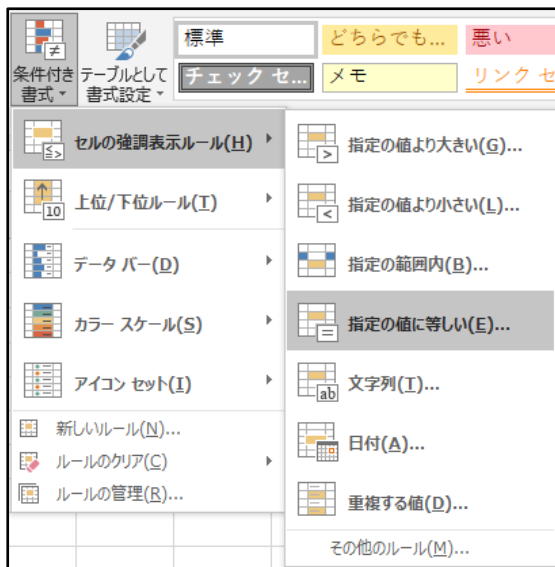 条件付き
書式
テーブルとして
書式設定
標準
どちらでも...
悪い
チェック セ...
メモ
リンク セ
セルの強調表示ルール(H)
上位/下位ルール(T)
データ バー(D)
カラー スケール(S)
アイコン セット(I)
新しいルール(N)...
ルールのクリア(C)
ルールの管理(R)...
指定の値より大きい(G)...
指定の値より小さい(L)...
指定の範囲内(B)...
指定の値に等しい(E)...
文字列(T)...
日付(A)...
重複する値(D)...
その他のルール(M)...
10
ab